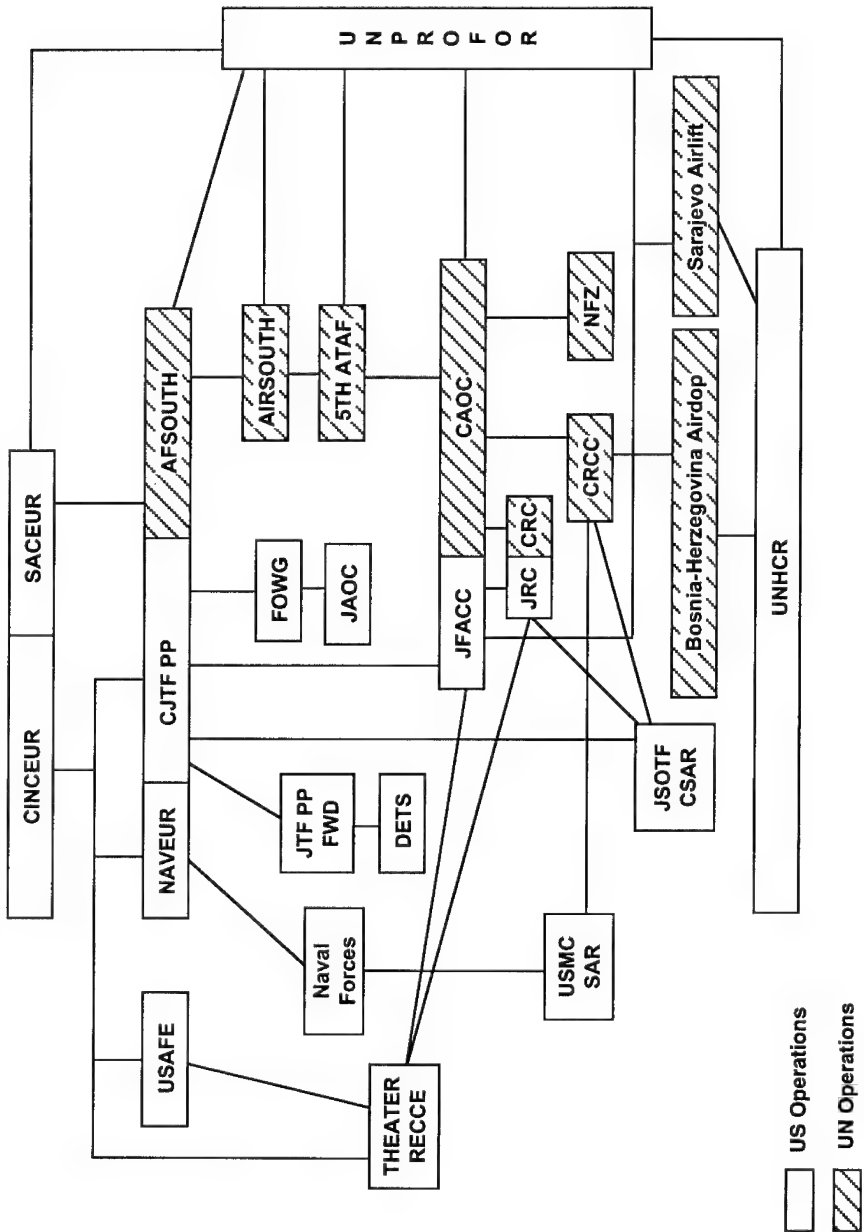 CINCEUR
SACEUR
USAFE
NAVEUR
CJTF PP
AFSOUTH
UNPROFOR
FOWG
AIRSOUTH
Naval
Forces
JTF PP
FWD
JAOC
5TH ATAF
THEATER
RECCE
DETS
JFACC
CAOC
JRC
CRC
USMC
SAR
CRCC
NFZ
JSOTF
CSAR
Bosnia-Herzegovina Airdop
Sarajevo Airlift
UNHCR
US Operations
UN Operations